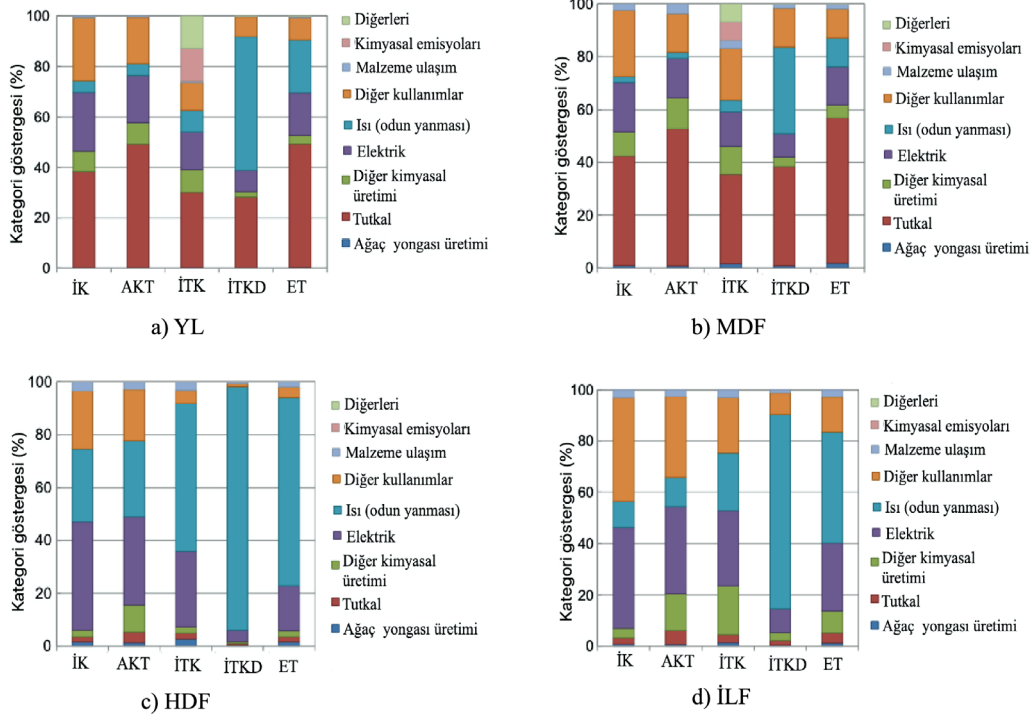 Kategori göstergesi (%)
100
80
60
40
20
0
İK AKT İTK İTKD ET
Diğerleri
Kimyasal emisyoları
Malzeme ulaşım
Diğer kullanımlar
Isı (odun yanması)
Elektrik
Diğer kimyasal
üretimi
Tutkal
Ağaç yongası üretimi
a) YL
Kategori göstergesi (%)
100
80
60
40
20
0
İK AKT İTK İTKD ET
Diğerleri
Kimyasal emisyoları
Malzeme ulaşım
Diğer kullanımlar
Isı (odun yanması)
Elektrik
Diğer kimyasal
üretimi
Tutkal
Ağaç yongası üretimi
b) MDF
Kategori göstergesi (%)
100
80
60
40
20
0
İK AKT İTK İTKD ET
Diğerleri
Kimyasal emisyoları
Malzeme ulaşım
Diğer kullanımlar
Isı (odun yanması)
Elektrik
Diğer kimyasal
üretimi
Tutkal
Ağaç yongası üretimi
c) HDF
Kategori göstergesi (%)
100
80
60
40
20
0
İK AKT İTK İTKD ET
Diğerleri
Kimyasal emisyoları
Malzeme ulaşım
Diğer kullanımlar
Isı (odun yanması)
Elektrik
Diğer kimyasal
üretimi
Tutkal
Ağaç yongası üretimi
d) İLF